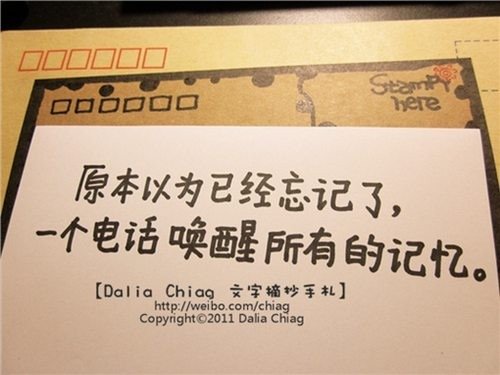 Stamp
here
原本以为已经忘记了，
一个电话唤醒所有的记忆。
【Dalia Chiag 文字摘抄手札】
http://weibo.com/chiag
Copyright©2011 Dalia Chiag